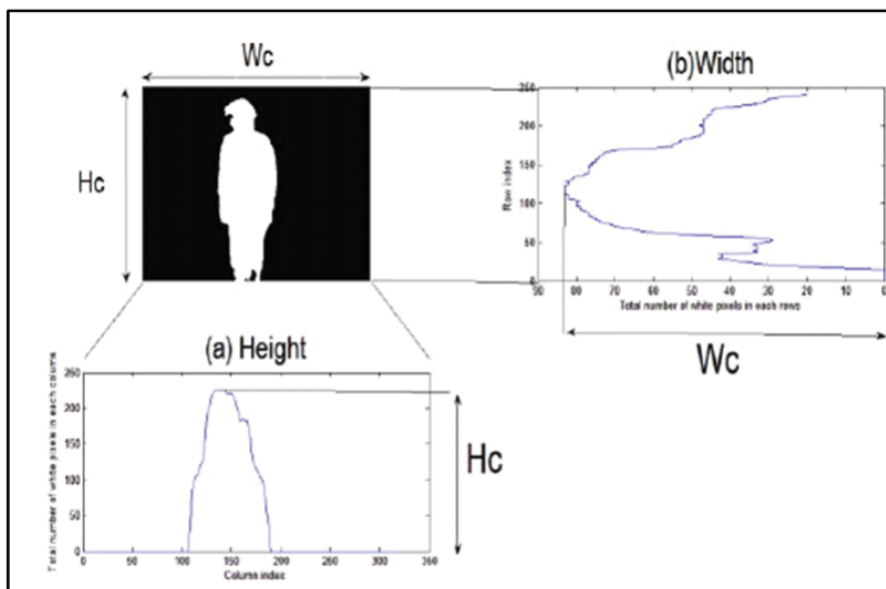 Wc
Hc
(b)Width
250
200
150
100
50
0
Row index
90 80 70 60 50 40 30 20 10 0
Total number of white pixels in each rows
Wc
(a) Height
250
200
150
100
50
0
Total number of white pixels in each column
0 50 100 150 200 250 300 350
Column index
Hc